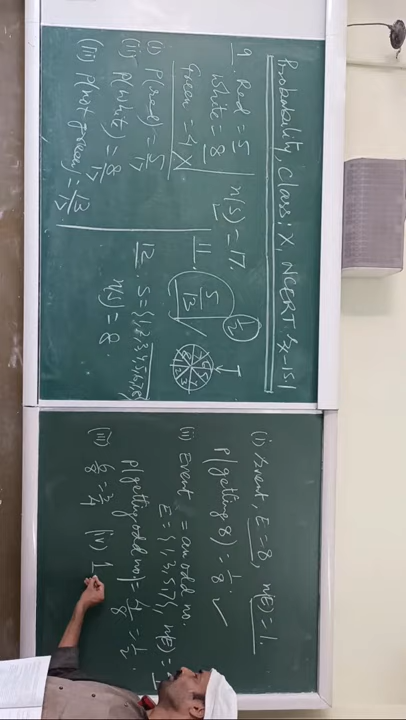 Probability, Class: X, NCERT. Ex-15.1
9. Red = 5
White = 8
Green = 4
n(S) = 17.
(i) P(red) = 5/17
(ii) P(white) = 8/17
(iii) P(not green) = 13/17
11. 5/13
1/2
12. S = {1,2,3,4,5,6,7,8}
n(S) = 8.
(i) Event, E = 8, n(E) = 1.
P(getting 8) = 1/8.
(ii) Event = an odd no.
E = {1,3,5,7}, n(E) =
P(getting odd no) = 4/8 = 1/2.
(iii) 6/8 = 3/4 (iv) 1